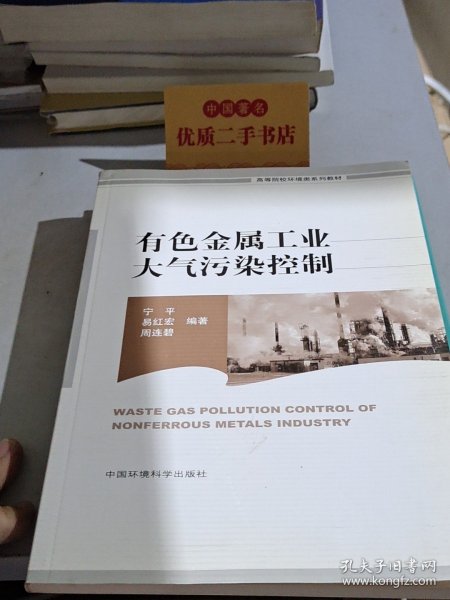 中国著名
优质二手书店
高等院校环境类系列教材
有色金属工业
大气污染控制
宁平
易红宏 编著
周连碧
WASTE GAS POLLUTION CONTROL OF
NONFERROUS METALS INDUSTRY
中国环境科学出版社
孔夫子旧书网
www.kongfz.com